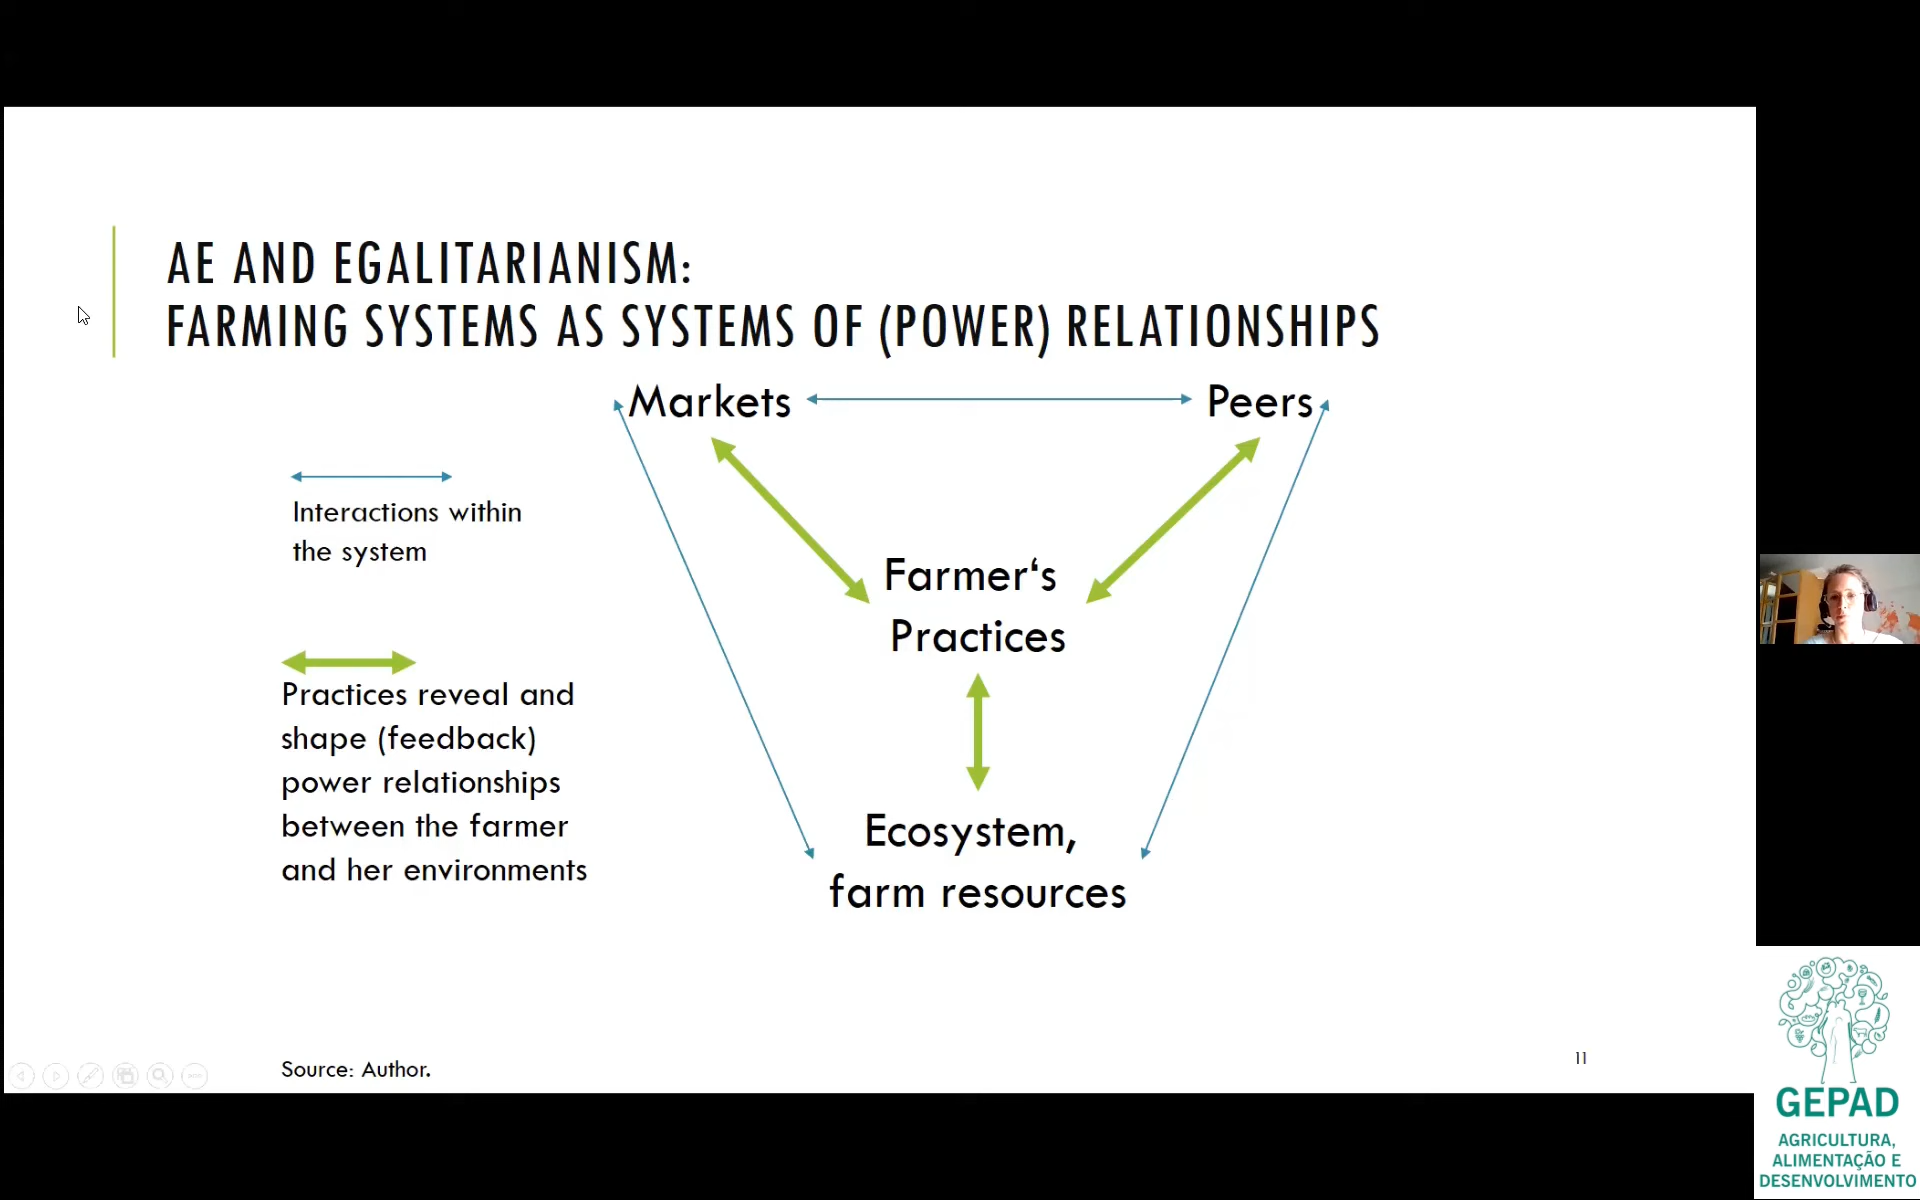 AE AND EGALITARIANISM:
FARMING SYSTEMS AS SYSTEMS OF (POWER) RELATIONSHIPS
Markets
Peers
Interactions within
the system
Farmer‘s
Practices
Practices reveal and
shape (feedback)
power relationships
between the farmer
and her environments
Ecosystem,
farm resources
Source: Author.
11
GEPAD
AGRICULTURA,
ALIMENTAÇÃO E
DESENVOLVIMENTO